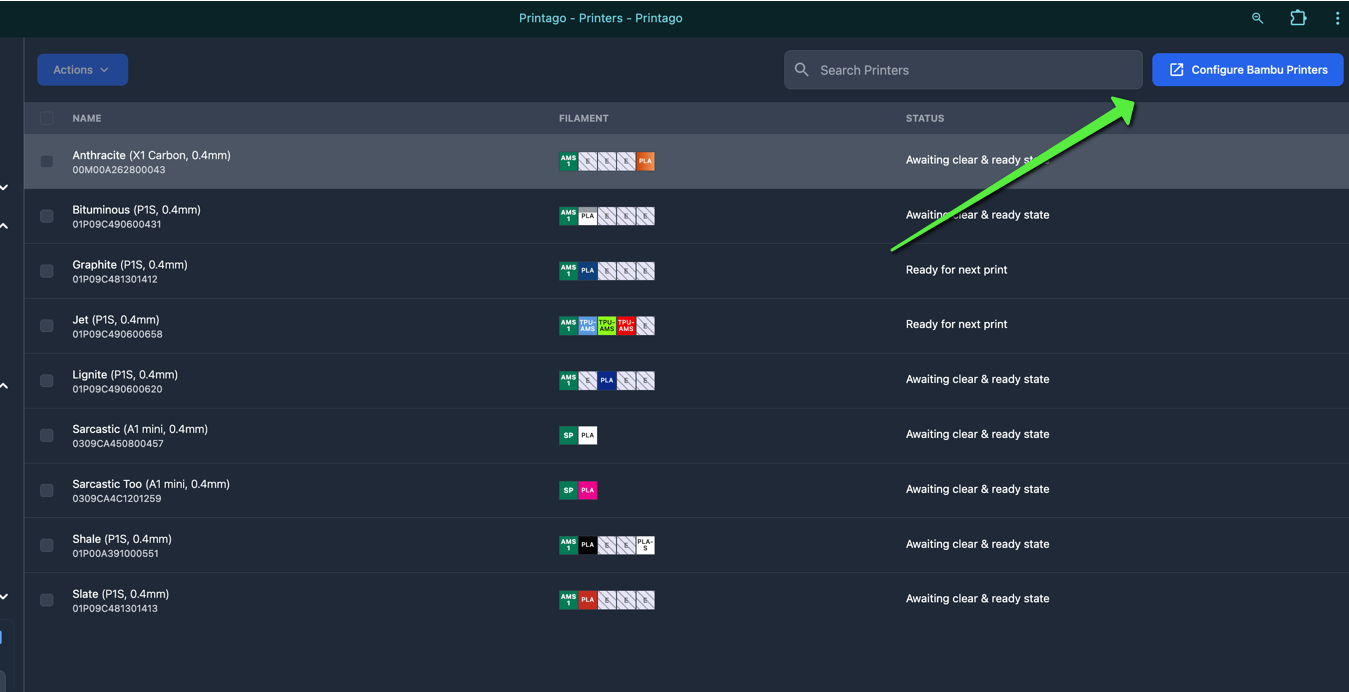 Printago - Printers - Printago
Actions
Search Printers
Configure Bambu Printers
NAME FILAMENT STATUS
Anthracite (X1 Carbon, 0.4mm)
00M00A262800043
AMS 1 E E E PLA
Awaiting clear & ready state
Bituminous (P1S, 0.4mm)
01P09C490600431
AMS 1 PLA E E E
Awaiting clear & ready state
Graphite (P1S, 0.4mm)
01P09C481301412
AMS 1 PLA E E E
Ready for next print
Jet (P1S, 0.4mm)
01P09C490600658
AMS 1 TPU-AMS TPU-AMS TPU-AMS E
Ready for next print
Lignite (P1S, 0.4mm)
01P09C490600620
AMS 1 E PLA E E
Awaiting clear & ready state
Sarcastic (A1 mini, 0.4mm)
0309CA450800457
SP PLA
Awaiting clear & ready state
Sarcastic Too (A1 mini, 0.4mm)
0309CA4C1201259
SP PLA
Awaiting clear & ready state
Shale (P1S, 0.4mm)
01P00A391000551
AMS 1 PLA E E PLA-S
Awaiting clear & ready state
Slate (P1S, 0.4mm)
01P09C481301413
AMS 1 PLA E E E
Awaiting clear & ready state